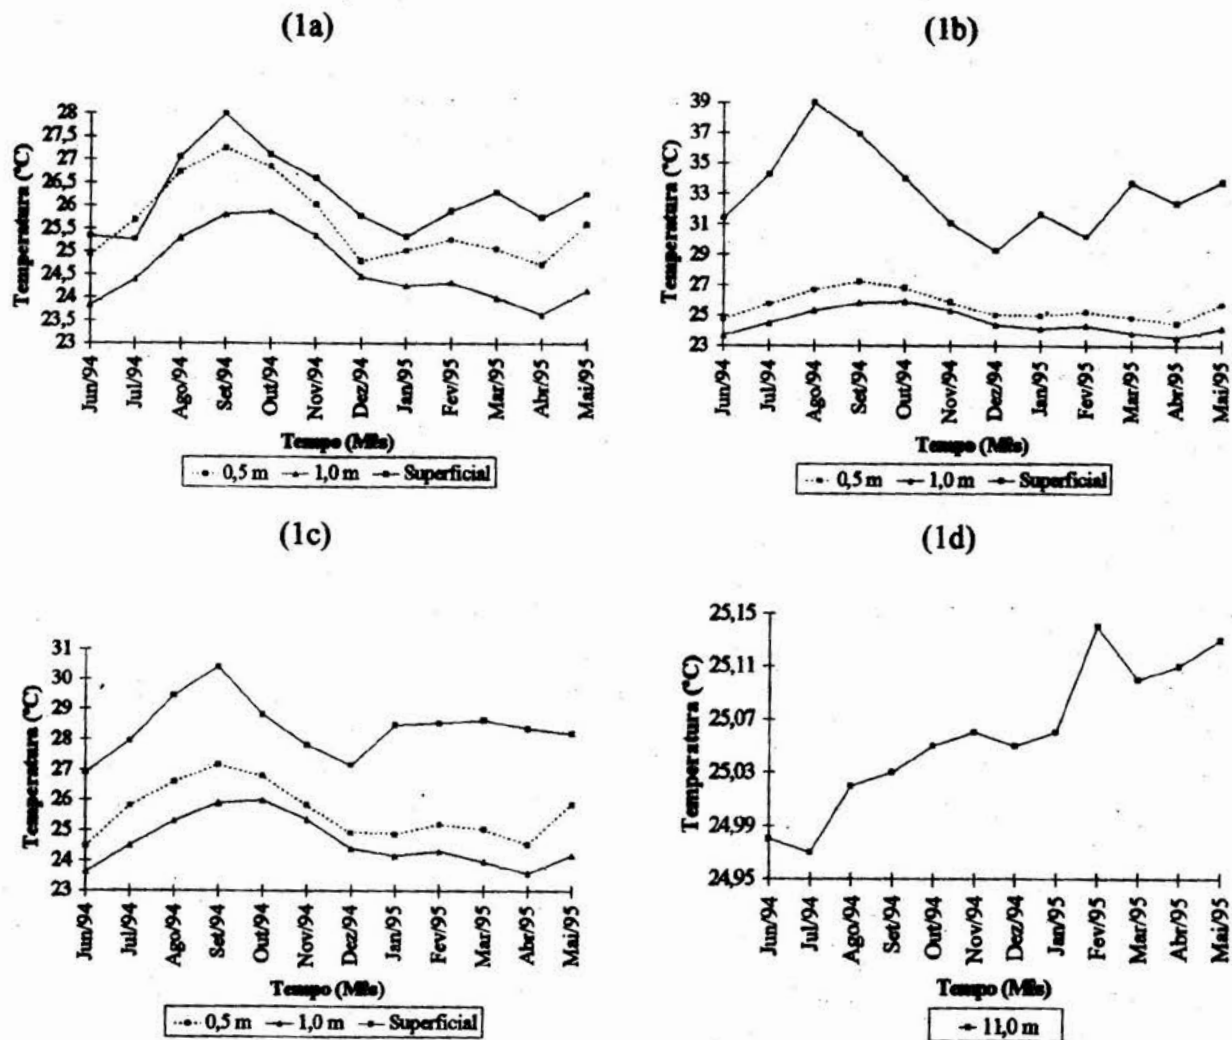 (1a)
Temperatura (ºC)
28
27,5
27
26,5
26
25,5
25
24,5
24
23,5
23
Jun/94
Jul/94
Ago/94
Set/94
Out/94
Nov/94
Dez/94
Jan/95
Fev/95
Mar/95
Abr/95
Mai/95
Tempo (Mês)
0,5 m 1,0 m Superficial
(1b)
Temperatura (ºC)
39
37
35
33
31
29
27
25
23
Jun/94
Jul/94
Ago/94
Set/94
Out/94
Nov/94
Dez/94
Jan/95
Fev/95
Mar/95
Abr/95
Mai/95
Tempo (Mês)
0,5 m 1,0 m Superficial
(1c)
Temperatura (ºC)
31
30
29
28
27
26
25
24
23
Jun/94
Jul/94
Ago/94
Set/94
Out/94
Nov/94
Dez/94
Jan/95
Fev/95
Mar/95
Abr/95
Mai/95
Tempo (Mês)
0,5 m 1,0 m Superficial
(1d)
Temperatura (ºC)
25,15
25,11
25,07
25,03
24,99
24,95
Jun/94
Jul/94
Ago/94
Set/94
Out/94
Nov/94
Dez/94
Jan/95
Fev/95
Mar/95
Abr/95
Mai/95
Tempo (Mês)
11,0 m